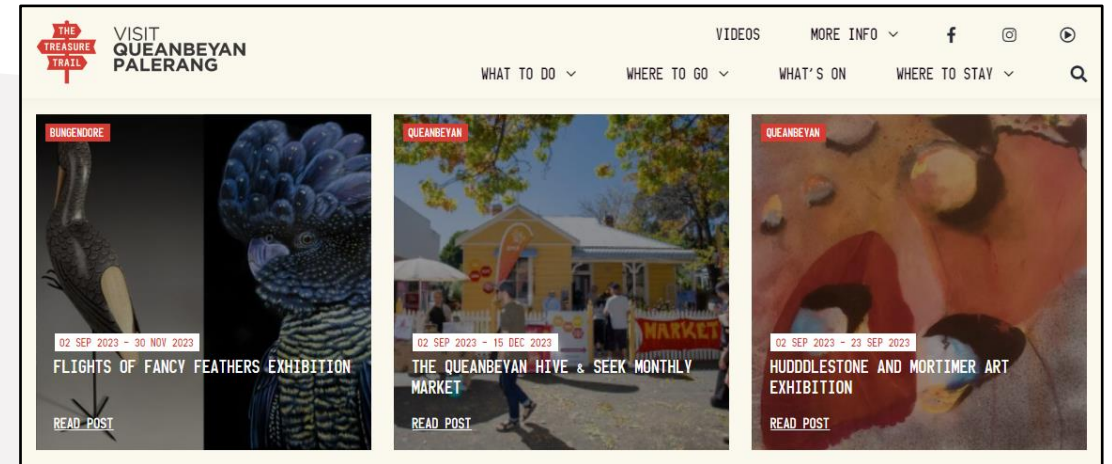 THE
TREASURE
TRAIL
VISIT
QUEANBEYAN
PALERANG
VIDEOS MORE INFO
WHAT TO DO WHERE TO GO WHAT'S ON WHERE TO STAY
BUNGENDORE
02 SEP 2023 - 30 NOV 2023
FLIGHTS OF FANCY FEATHERS EXHIBITION
READ POST
QUEANBEYAN
MARKET
02 SEP 2023 - 15 DEC 2023
THE QUEANBEYAN HIVE & SEEK MONTHLY
MARKET
READ POST
QUEANBEYAN
02 SEP 2023 - 23 SEP 2023
HUDDDLESTONE AND MORTIMER ART
EXHIBITION
READ POST